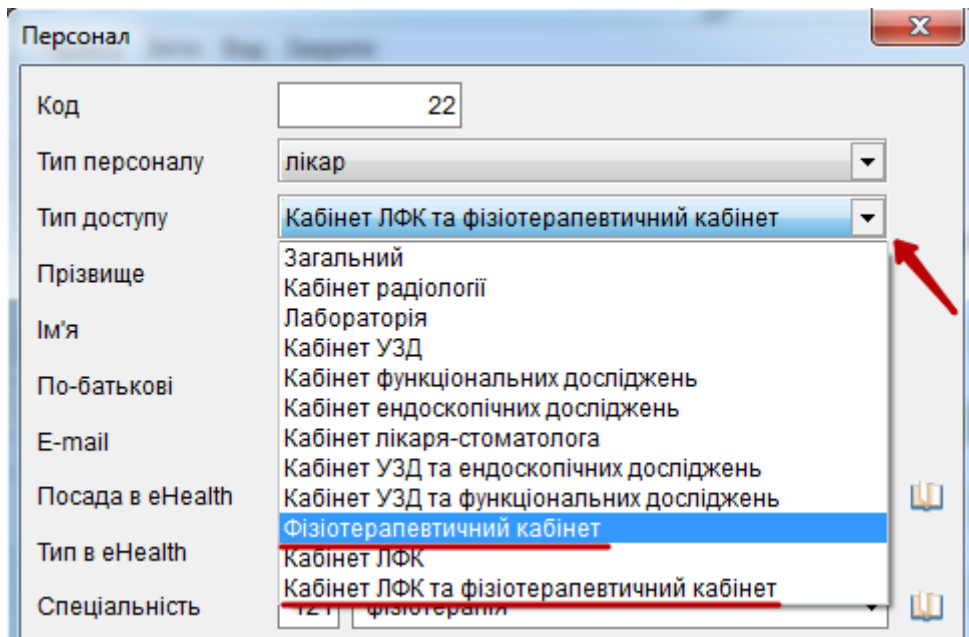 Персонал
Код 22
Тип персоналу лікар
Тип доступу Кабінет ЛФК та фізіотерапевтичний кабінет
Загальний
Прізвище
Кабінет радіології
Лабораторія
Ім'я
Кабінет УЗД
Кабінет функціональних досліджень
По-батькові
Кабінет ендоскопічних досліджень
Кабінет лікаря-стоматолога
E-mail
Кабінет УЗД та ендоскопічних досліджень
Посада в eHealth Кабінет УЗД та функціональних досліджень
Фізіотерапевтичний кабінет
Тип в eHealth Кабінет ЛФК
Кабінет ЛФК та фізіотерапевтичний кабінет
Спеціальність 121 фізіотерапія